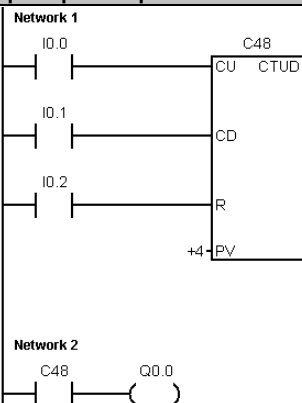 Network 1
I0.0
C48
CU CTUD
I0.1
CD
I0.2
R
+4 PV
Network 2
C48 Q0.0